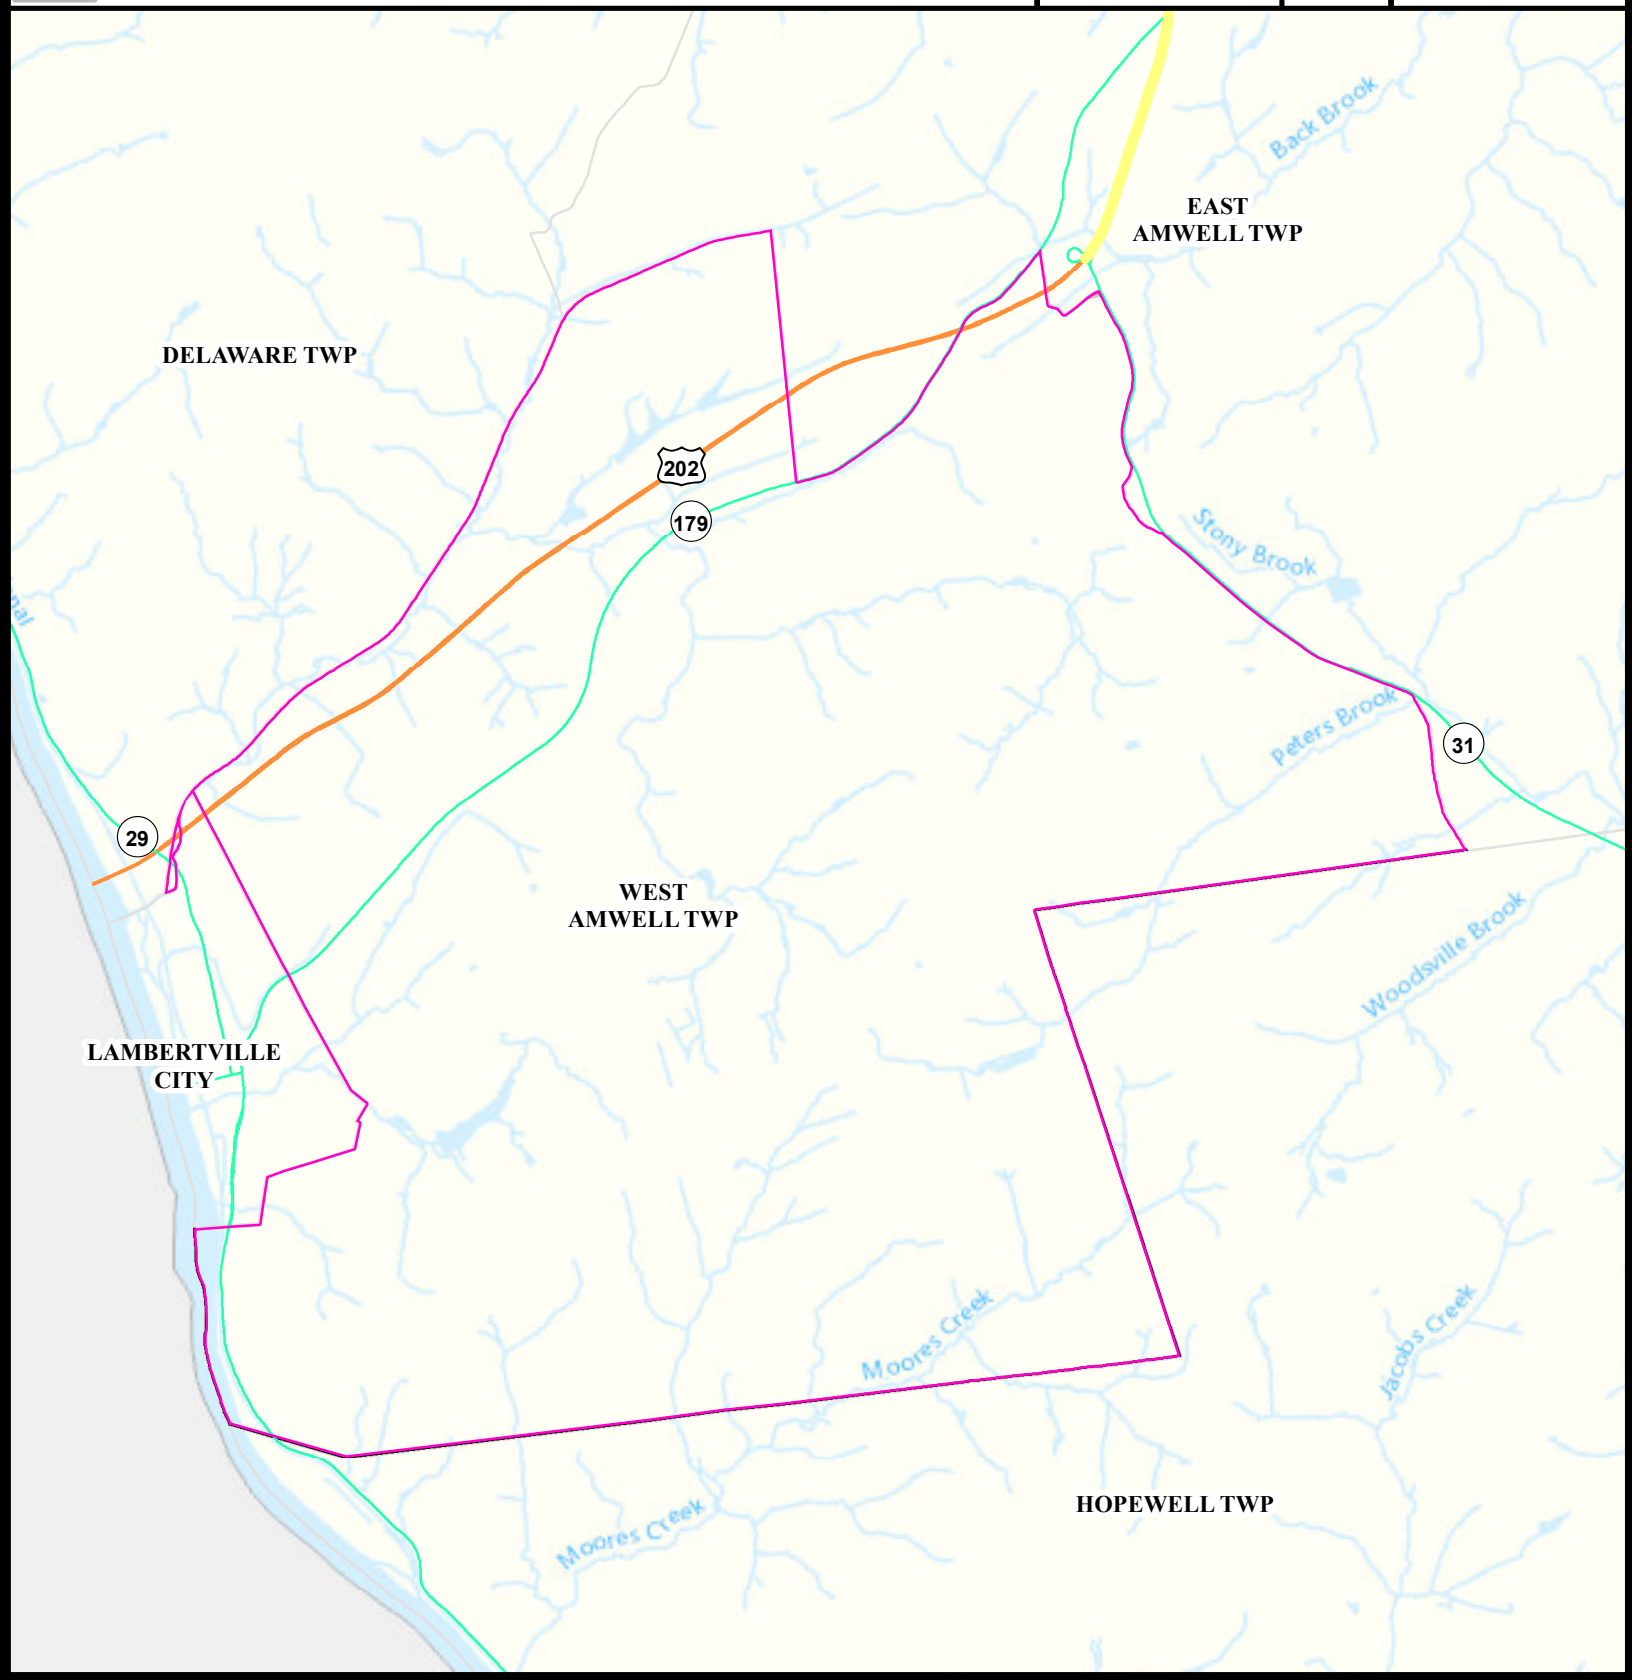 Back Brook
EAST
AMWELL TWP
DELAWARE TWP
202
179
Stony Brook
Peters Brook
31
29
WEST
AMWELL TWP
Woodsville Brook
LAMBERTVILLE
CITY
Moores Creek
Jacobs Creek
HOPEWELL TWP
Moores Creek